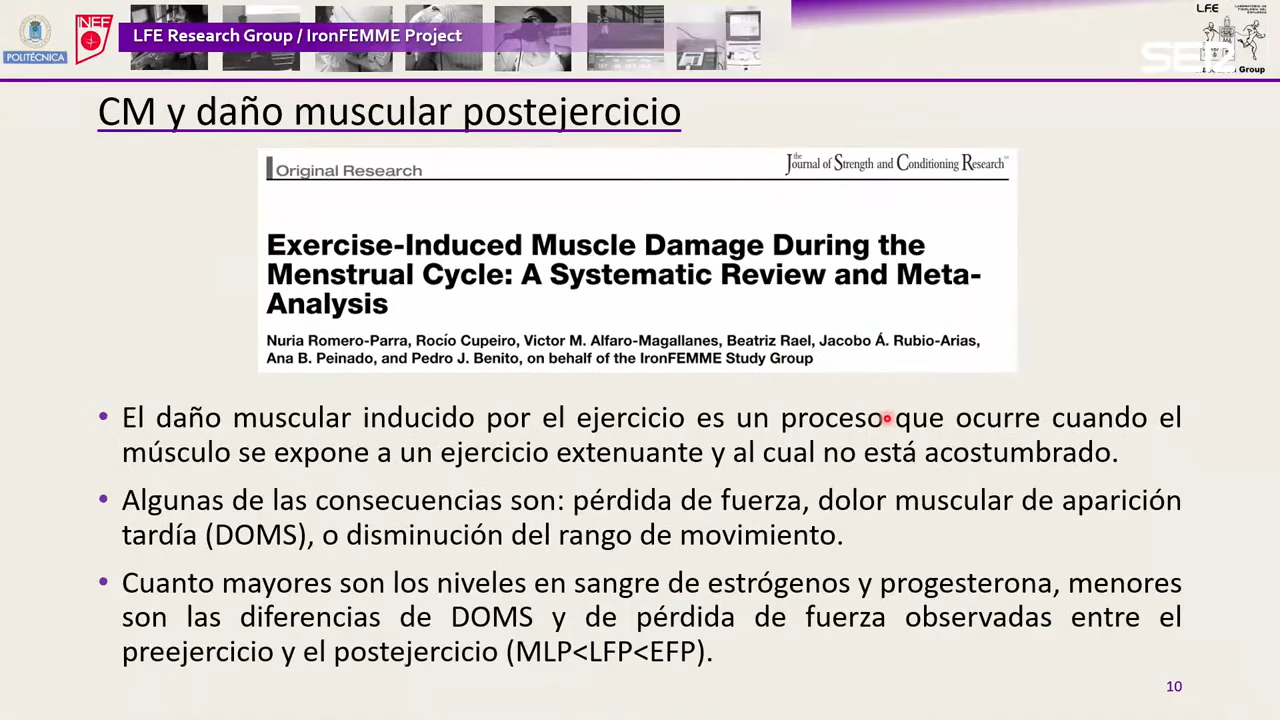 POLITÉCNICA
INEF
LFE Research Group / IronFEMME Project
LFE
Group
CM y daño muscular postejercicio
Original Research
the Journal of Strength and Conditioning Research™
Exercise-Induced Muscle Damage During the
Menstrual Cycle: A Systematic Review and Meta-
Analysis
Nuria Romero-Parra, Rocío Cupeiro, Victor M. Alfaro-Magallanes, Beatriz Rael, Jacobo Á. Rubio-Arias,
Ana B. Peinado, and Pedro J. Benito, on behalf of the IronFEMME Study Group
• El daño muscular inducido por el ejercicio es un proceso que ocurre cuando el
músculo se expone a un ejercicio extenuante y al cual no está acostumbrado.
• Algunas de las consecuencias son: pérdida de fuerza, dolor muscular de aparición
tardía (DOMS), o disminución del rango de movimiento.
• Cuanto mayores son los niveles en sangre de estrógenos y progesterona, menores
son las diferencias de DOMS y de pérdida de fuerza observadas entre el
preejercicio y el postejercicio (MLP<LFP<EFP).
10